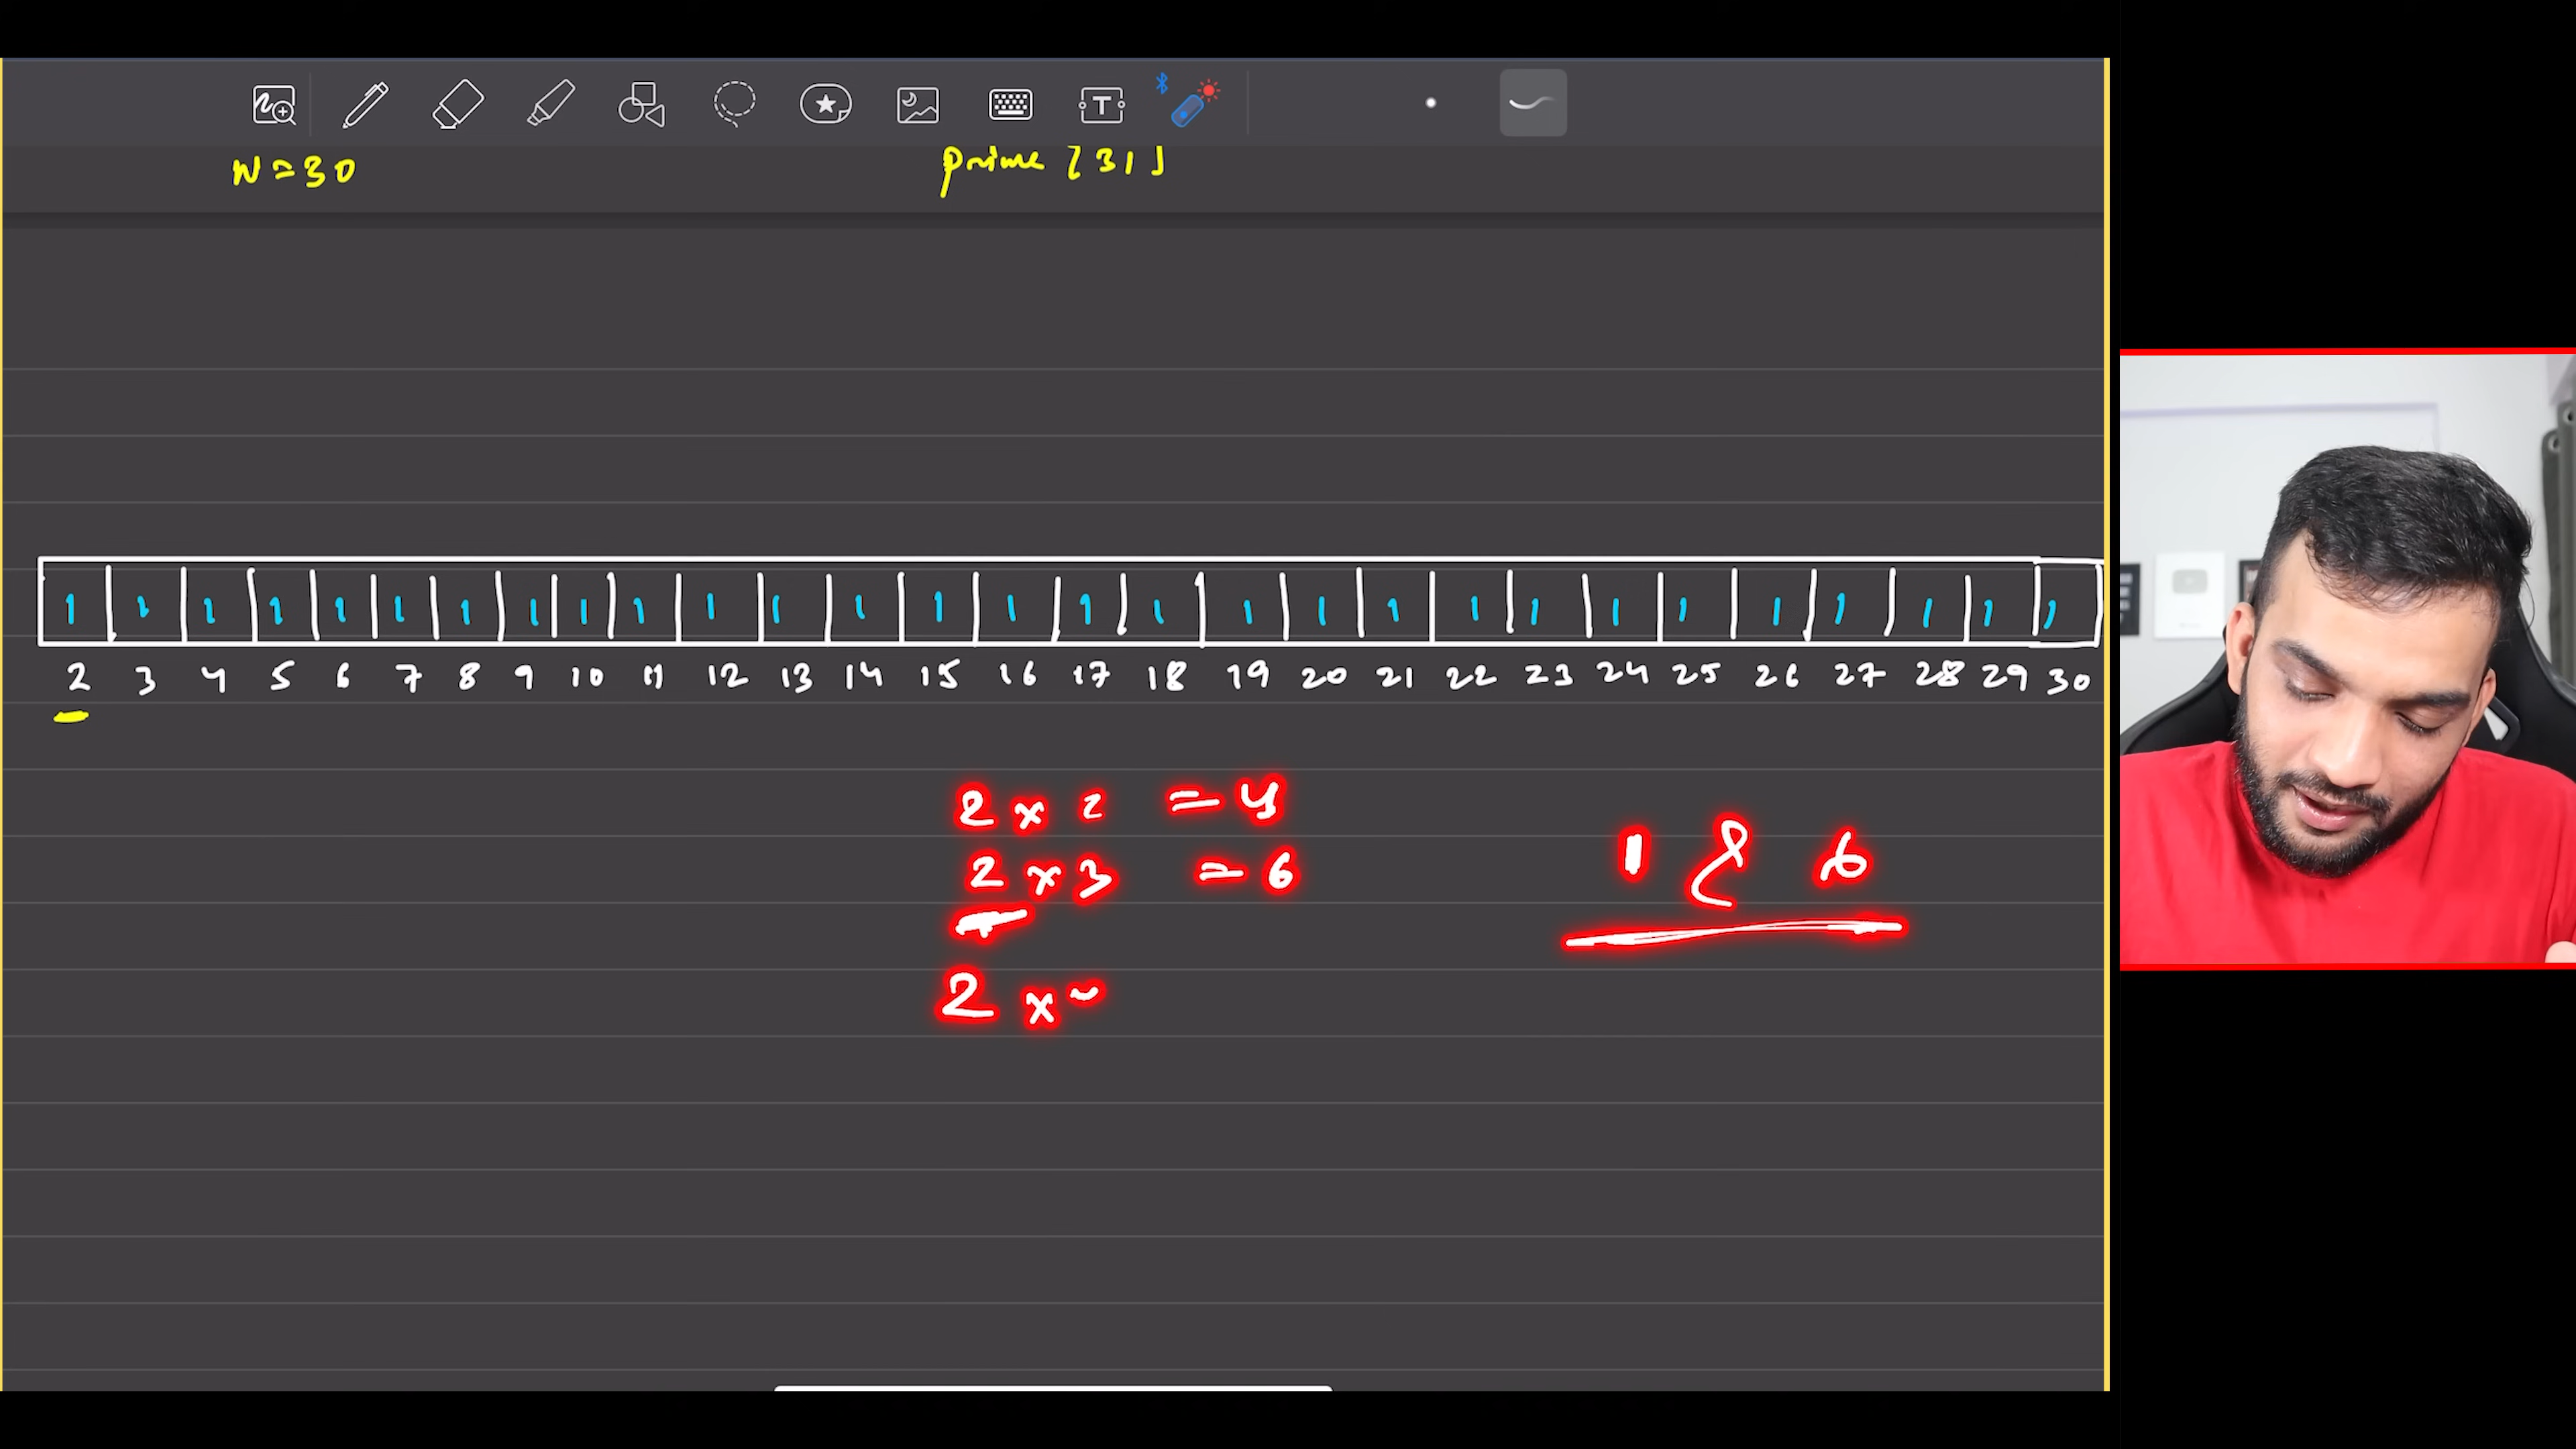 N = 30
prime [31]
1 1 1 1 1 1 1 1 1 1 1 1 1 1 1 1 1 1 1 1 1 1 1 1 1 1 1 1 1
2 3 4 5 6 7 8 9 10 11 12 13 14 15 16 17 18 19 20 21 22 23 24 25 26 27 28 29 30
2 x 2 = 4
2 x 3 = 6
1 & 6
2 x